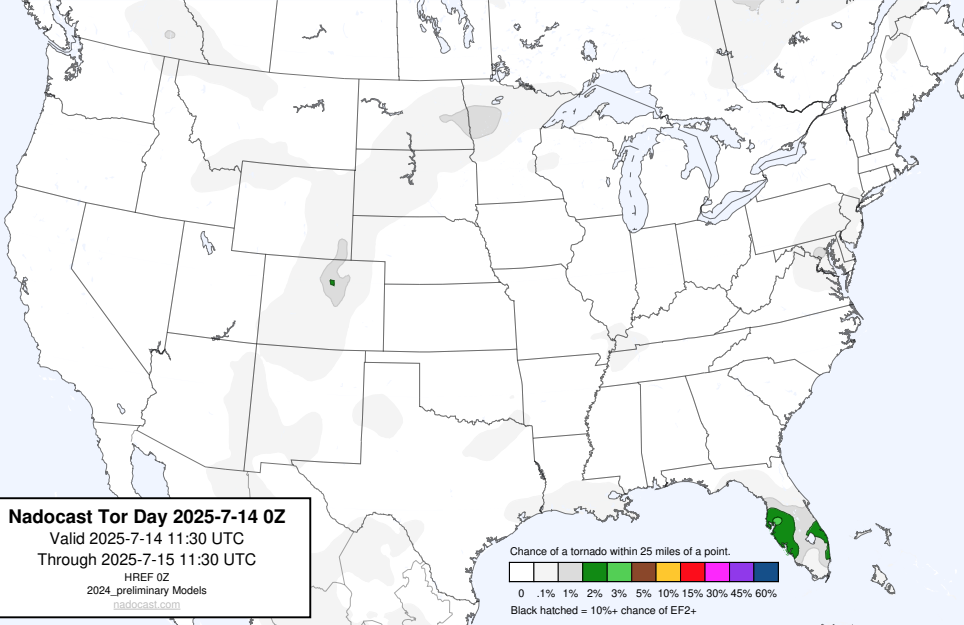 Nadocast Tor Day 2025-7-14 0Z
Valid 2025-7-14 11:30 UTC
Through 2025-7-15 11:30 UTC
HREF 0Z
2024_preliminary Models
nadocast.com
Chance of a tornado within 25 miles of a point.
0 .1% 1% 2% 3% 5% 10% 15% 30% 45% 60%
Black hatched = 10%+ chance of EF2+